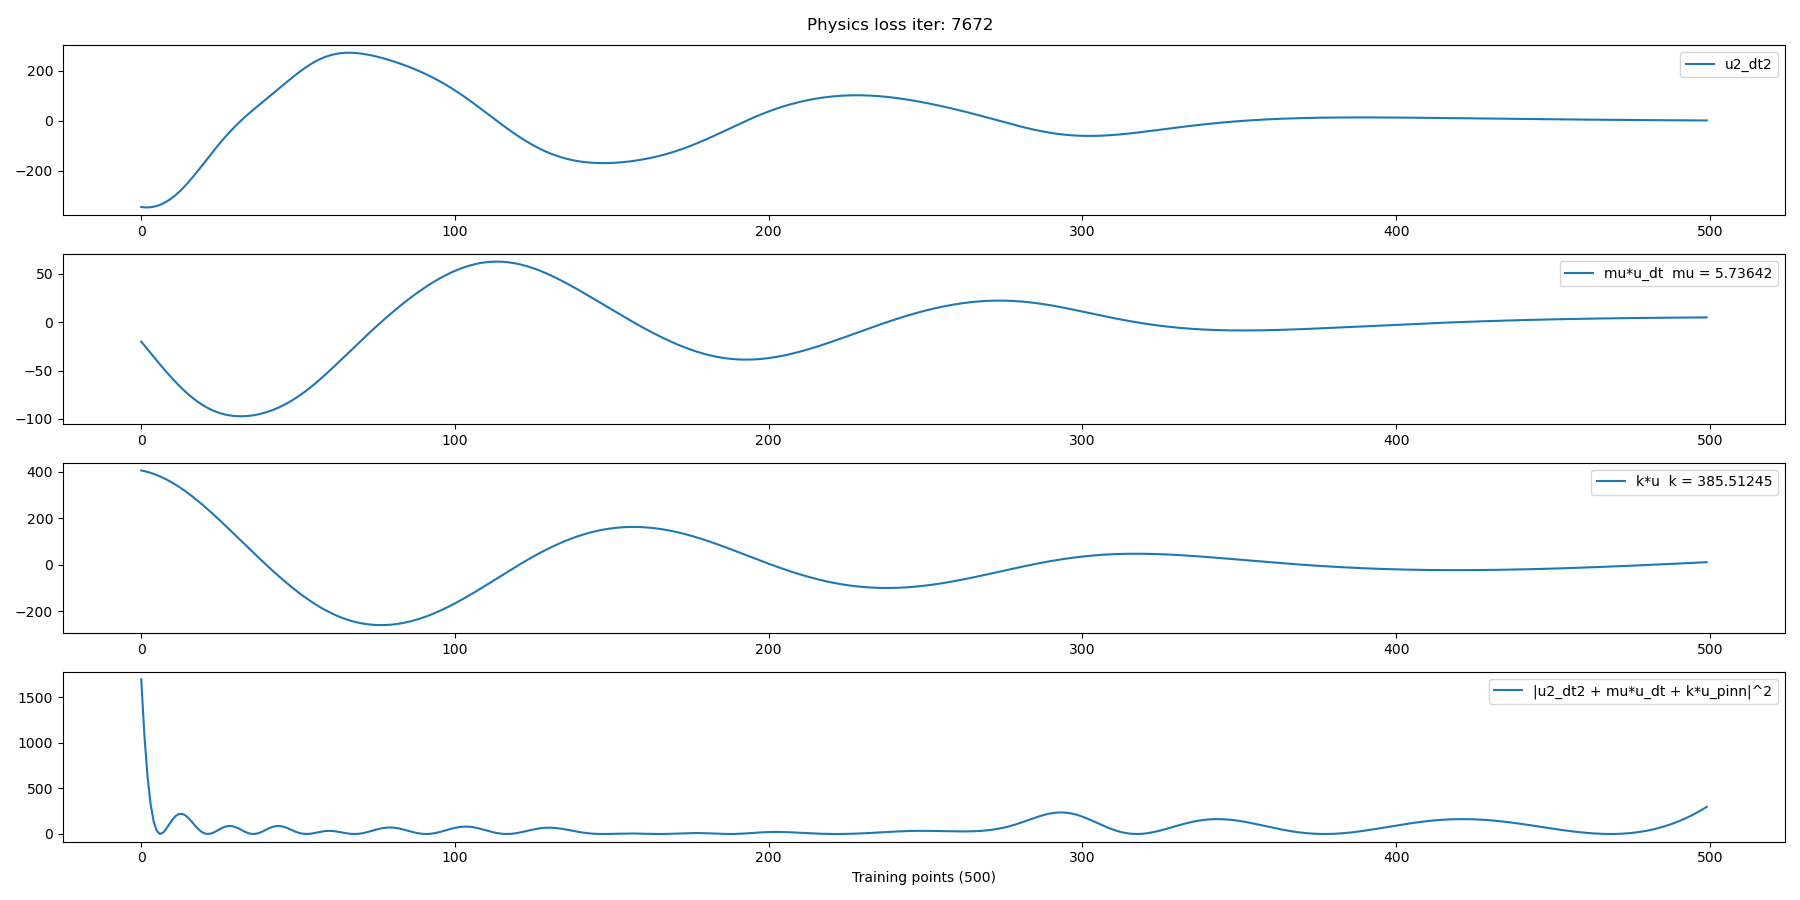 Physics loss iter: 7672
200
0
−200
u2_dt2
0 100 200 300 400 500
50
0
−50
−100
mu*u_dt  mu = 5.73642
0 100 200 300 400 500
400
200
0
−200
k*u  k = 385.51245
0 100 200 300 400 500
1500
1000
500
0
|u2_dt2 + mu*u_dt + k*u_pinn|^2
0 100 200 300 400 500
Training points (500)